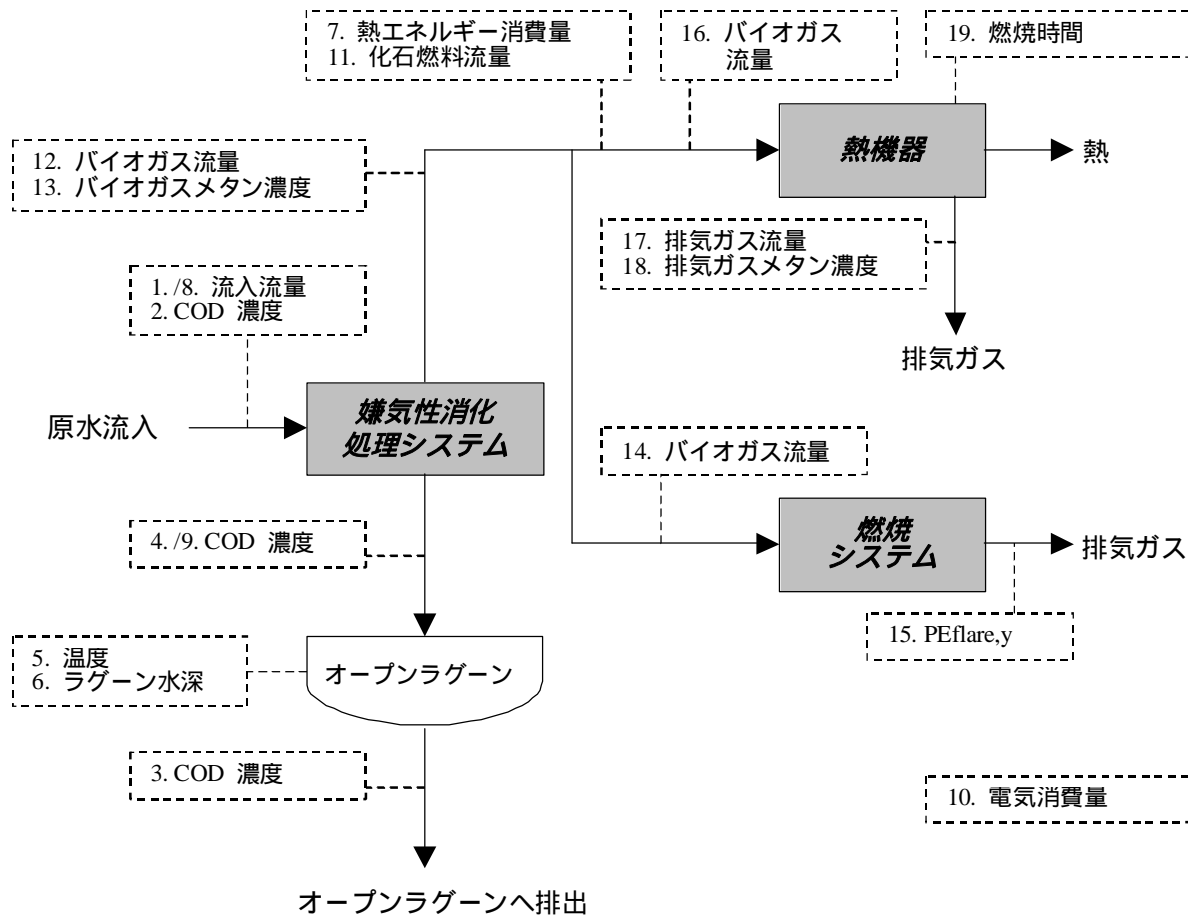 7. 熱エネルギー消費量
11. 化石燃料流量
16. バイオガス
流量
19. 燃焼時間
熱機器
熱
12. バイオガス流量
13. バイオガスメタン濃度
17. 排気ガス流量
18. 排気ガスメタン濃度
排気ガス
1. /8. 流入流量
2. COD 濃度
原水流入
嫌気性消化
処理システム
14. バイオガス流量
燃焼
システム
排気ガス
4. /9. COD 濃度
15. PEflare,y
5. 温度
6. ラグーン水深
オープンラグーン
3. COD 濃度
10. 電気消費量
オープンラグーンへ排出